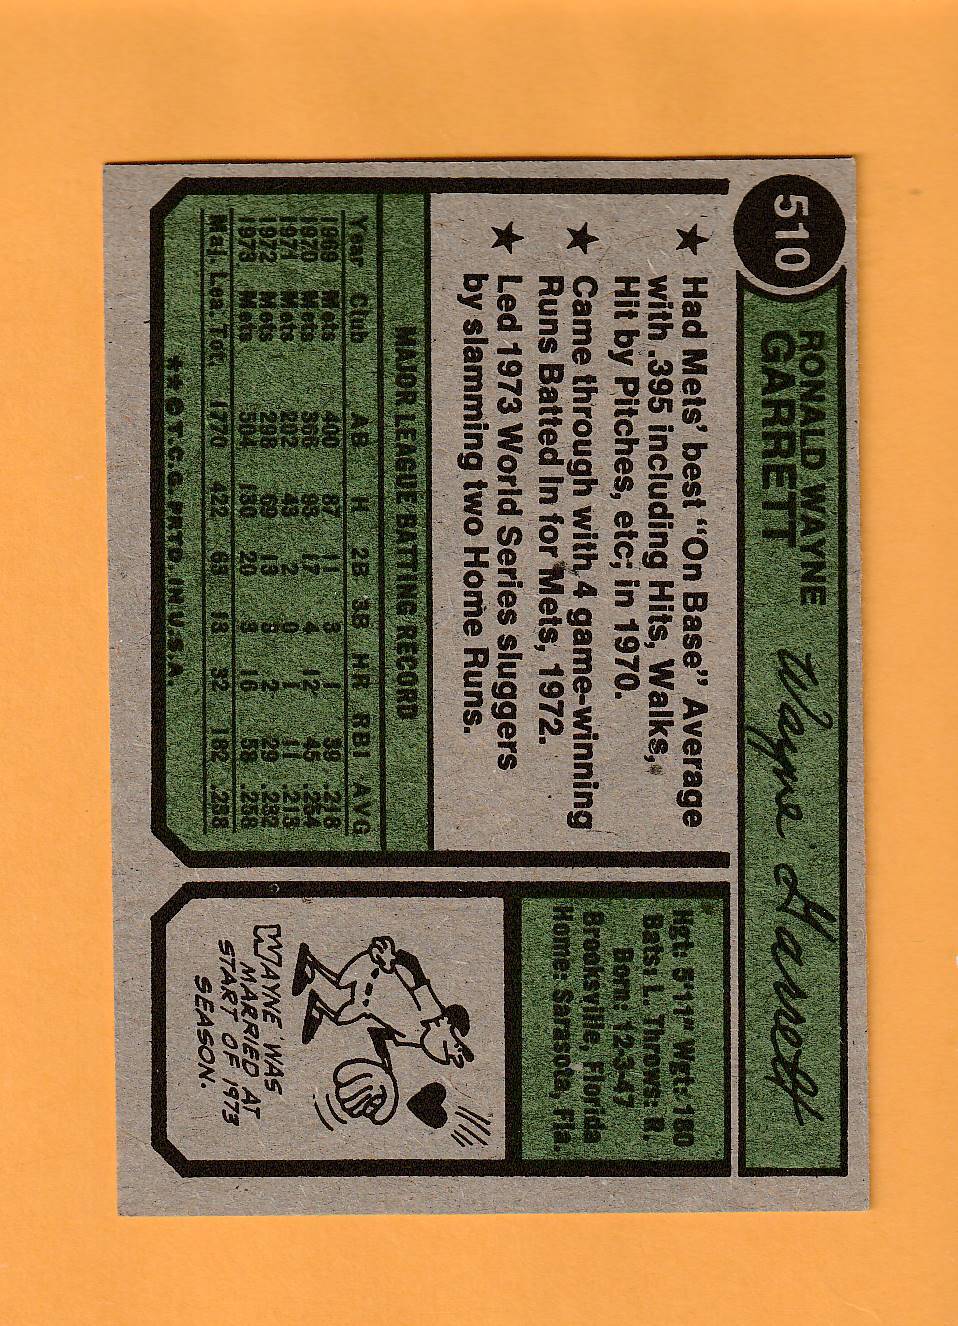 510
RONALD WAYNE
GARRETT
Wayne Garrett
★ Had Mets' best "On Base" Average
with .395 including Hits, Walks,
Hit by Pitches, etc; in 1970.
★ Came through with 4 game-winning
Runs Batted In for Mets, 1972.
★ Led 1973 World Series sluggers
by slamming two Home Runs.
MAJOR LEAGUE BATTING RECORD
Year Club AB H 2B 3B HR RBI AVG
1969 Mets 400 87 11 3 1 39 .218
1970 Mets 366 93 17 4 12 45 .254
1971 Mets 202 43 2 0 1 11 .213
1972 Mets 298 69 13 3 2 29 .232
1973 Mets 504 130 20 3 16 58 .258
Maj. Lea. Tot. 1770 422 63 13 32 182 .238
**©T.C.G. PRTD. IN U.S.A.
Hgt: 5'11" Wgt: 180
Bats: L. Throws: R.
Born: 12-3-47
Brooksville, Florida
Home: Sarasota, Fla.
WAYNE WAS
MARRIED AT
START OF 1973
SEASON.